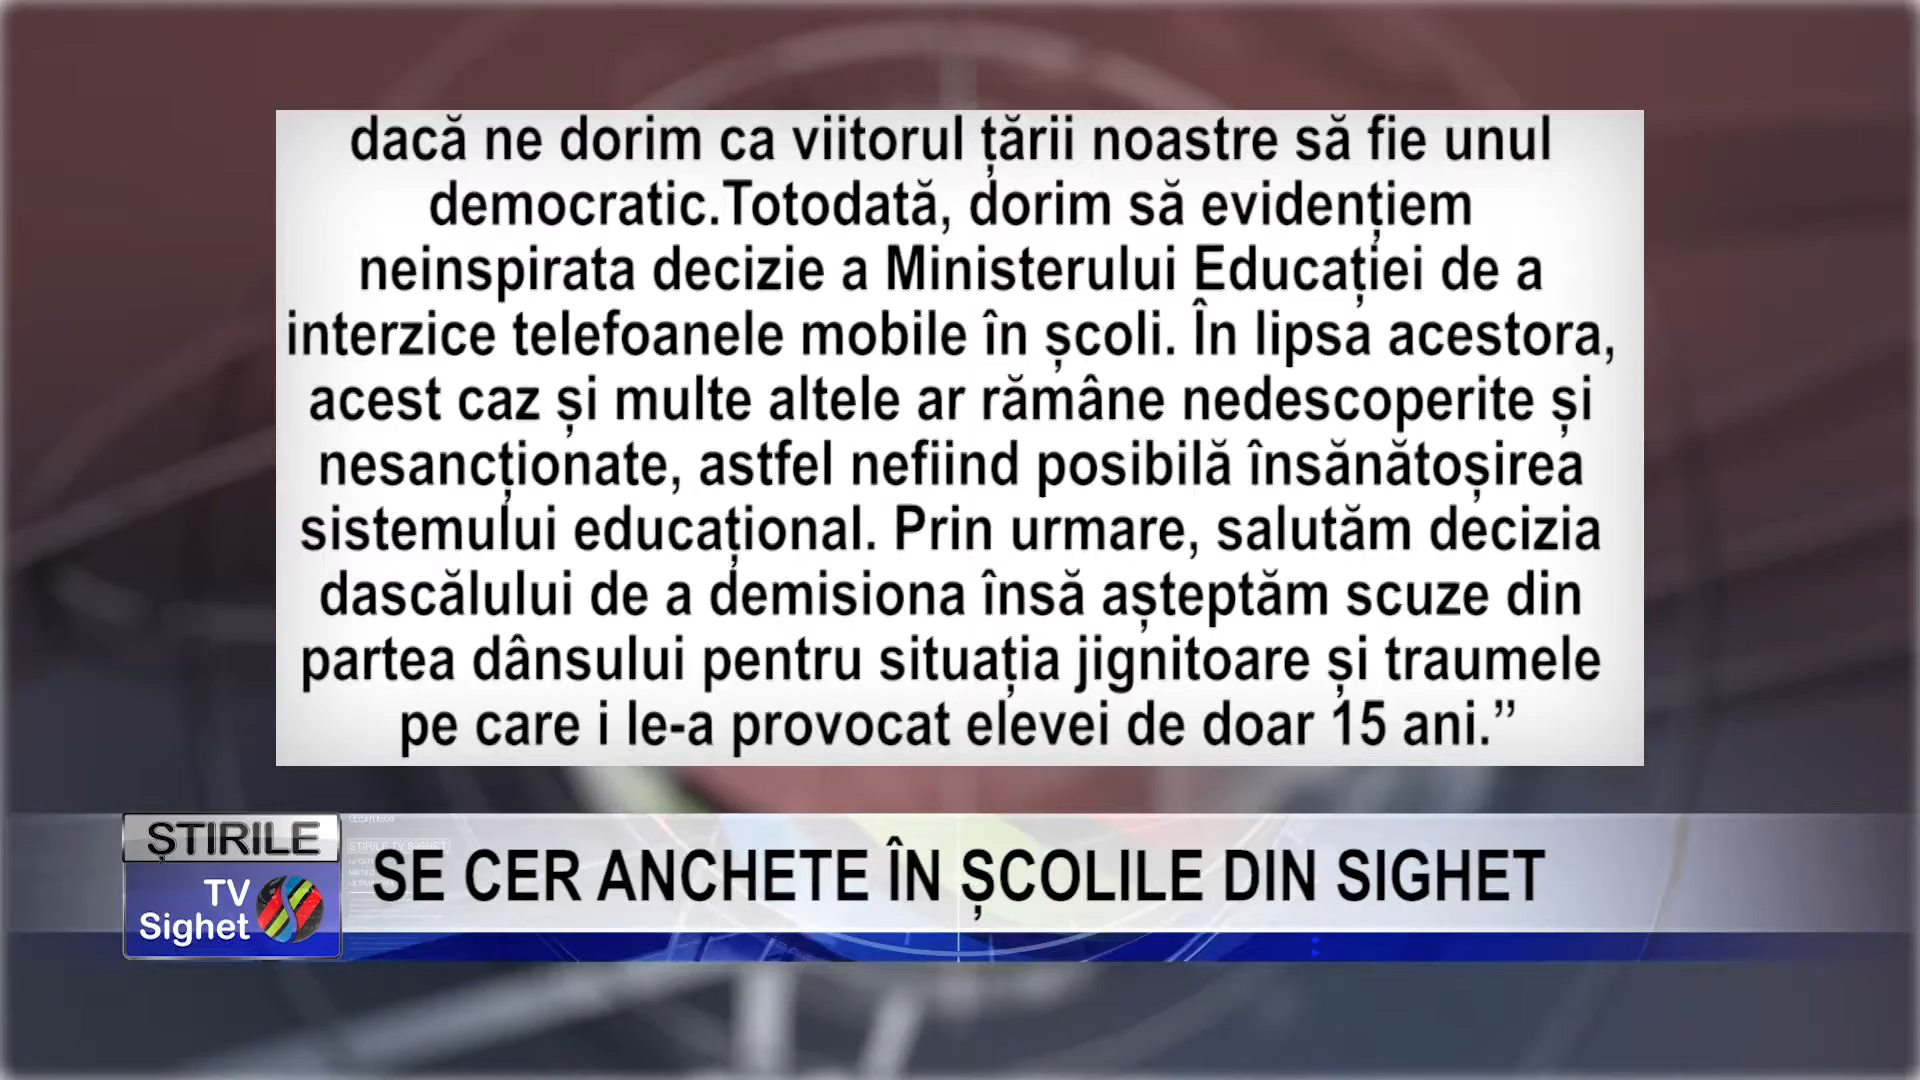 dacă ne dorim ca viitorul țării noastre să fie unul
democratic.Totodată, dorim să evidențiem
neinspirata decizie a Ministerului Educației de a
interzice telefoanele mobile în școli. În lipsa acestora,
acest caz și multe altele ar rămâne nedescoperite și
nesancționate, astfel nefiind posibilă însănătoșirea
sistemului educațional. Prin urmare, salutăm decizia
dascălului de a demisiona însă așteptăm scuze din
partea dânsului pentru situația jignitoare și traumele
pe care i le-a provocat elevei de doar 15 ani.”
ȘTIRILE
TV
Sighet
STIRILE TV SIGHET
SE CER ANCHETE ÎN ȘCOLILE DIN SIGHET